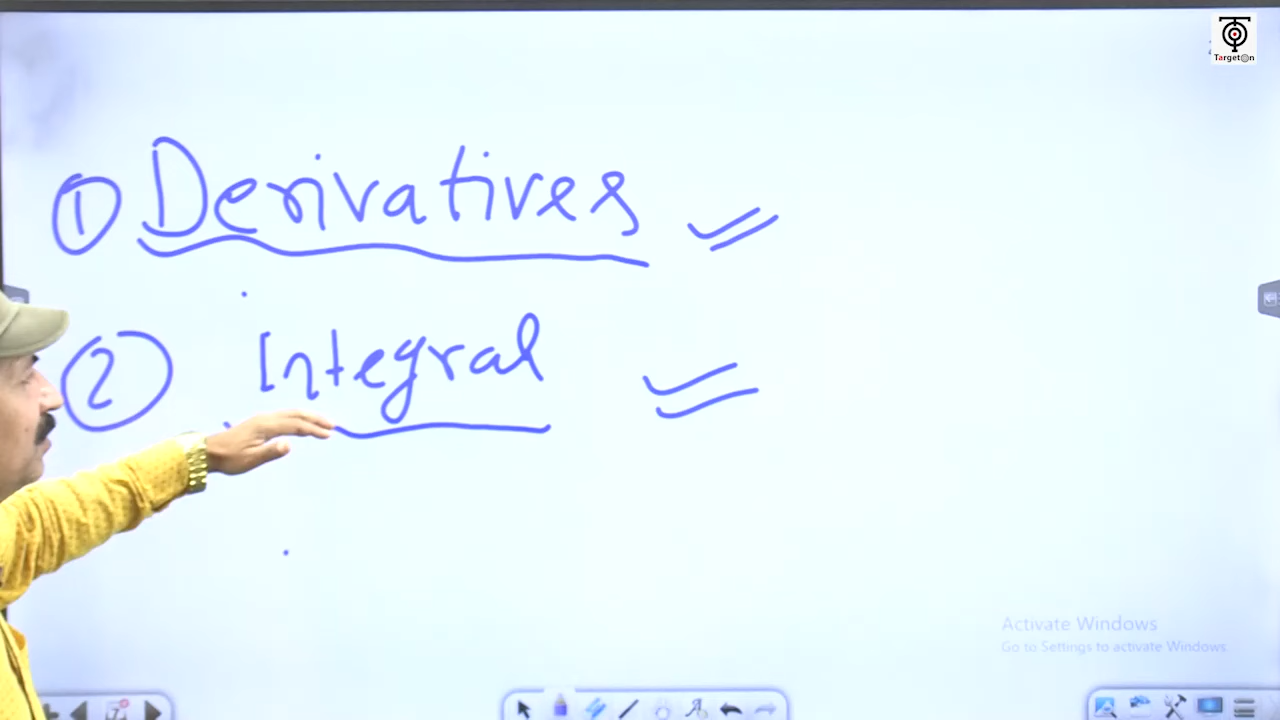 TargetOn
① Derivatives
② Integral
Activate Windows
Go to Settings to activate Windows.